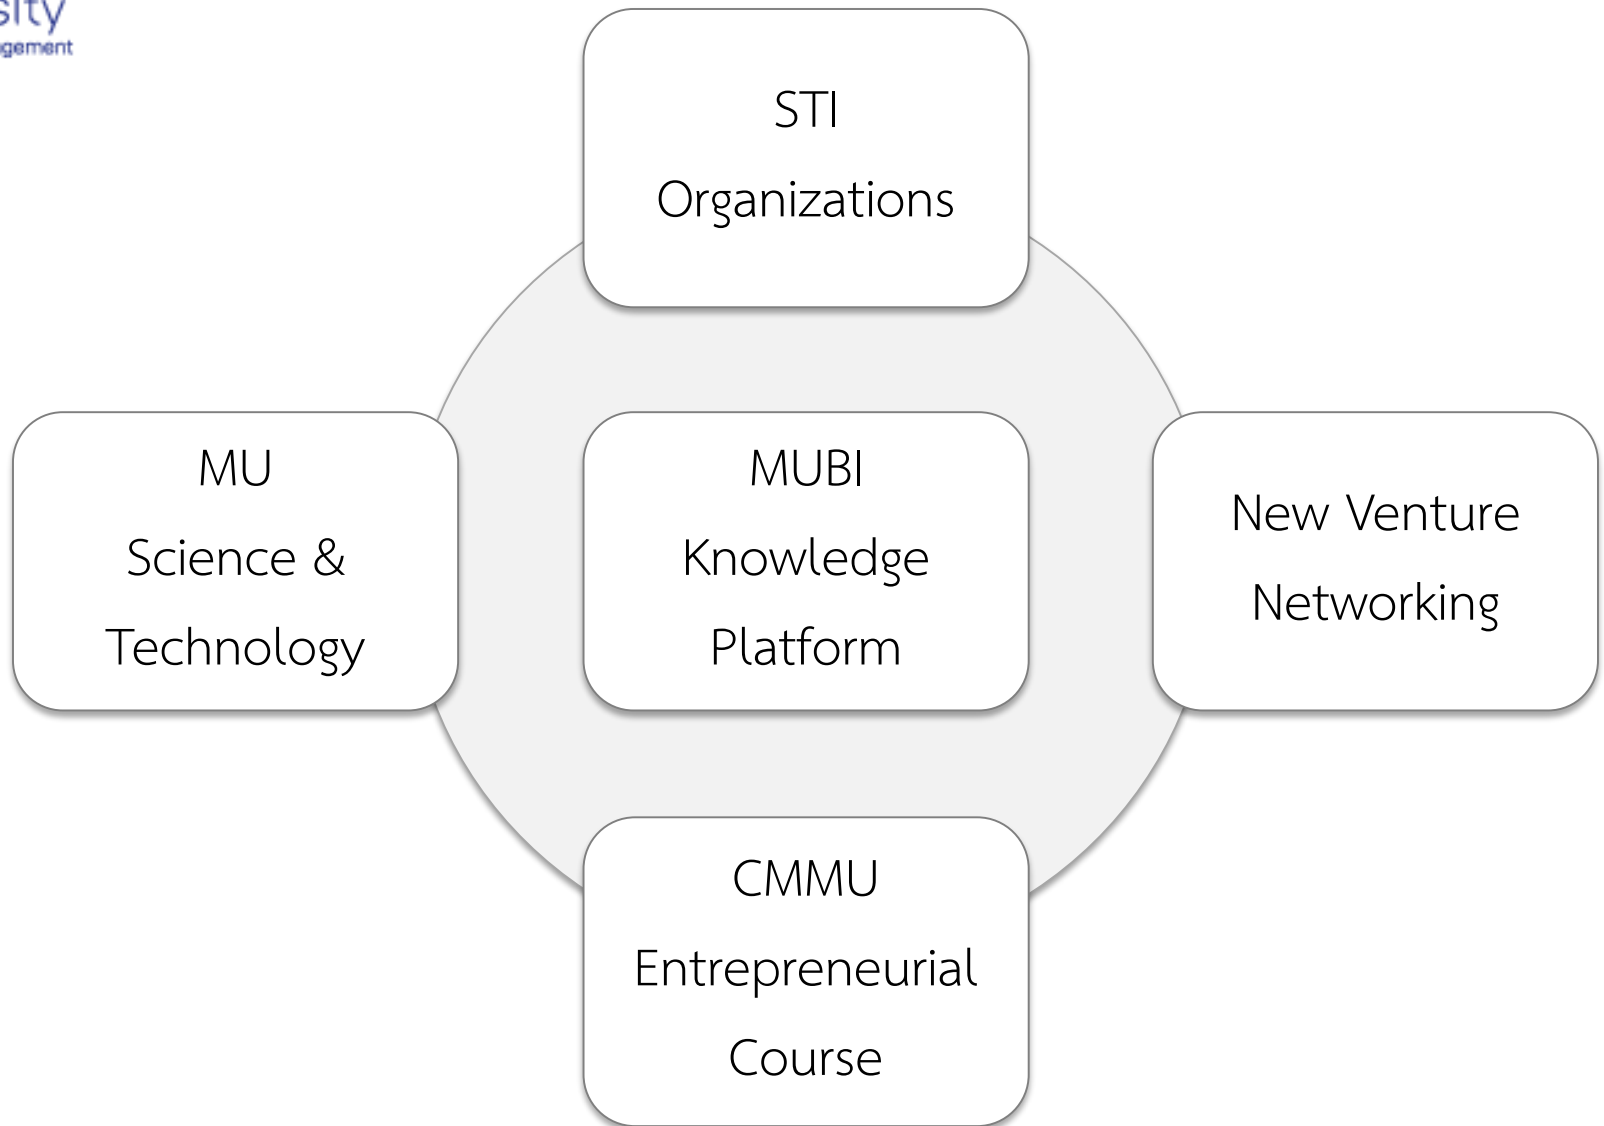 STI
Organizations
MU
Science &
Technology
MUBI
Knowledge
Platform
New Venture
Networking
CMMU
Entrepreneurial
Course